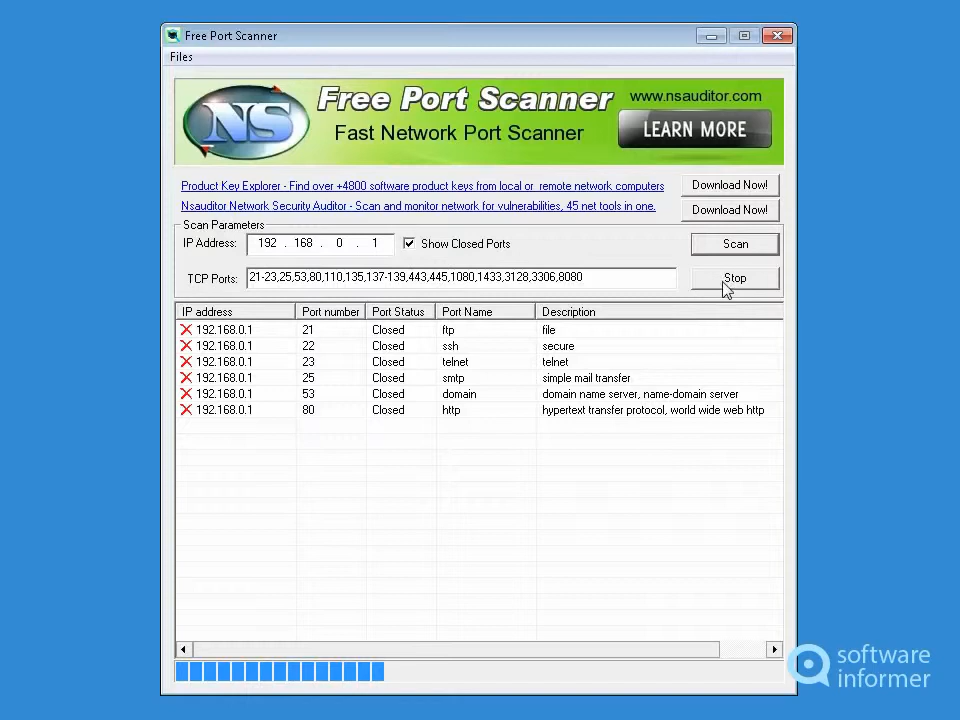 Free Port Scanner
Files
NS
Free Port Scanner
Fast Network Port Scanner
www.nsauditor.com
LEARN MORE
Product Key Explorer - Find over +4800 software product keys from local or remote network computers
Download Now!
Nsauditor Network Security Auditor - Scan and monitor network for vulnerabilities, 45 net tools in one.
Download Now!
Scan Parameters
IP Address: 192 . 168 . 0 . 1 Show Closed Ports Scan
TCP Ports: 21-23,25,53,80,110,135,137-139,443,445,1080,1433,3128,3306,8080 Stop
IP address Port number Port Status Port Name Description
192.168.0.1 21 Closed ftp file
192.168.0.1 22 Closed ssh secure
192.168.0.1 23 Closed telnet telnet
192.168.0.1 25 Closed smtp simple mail transfer
192.168.0.1 53 Closed domain domain name server, name-domain server
192.168.0.1 80 Closed http hypertext transfer protocol, world wide web http
software
informer